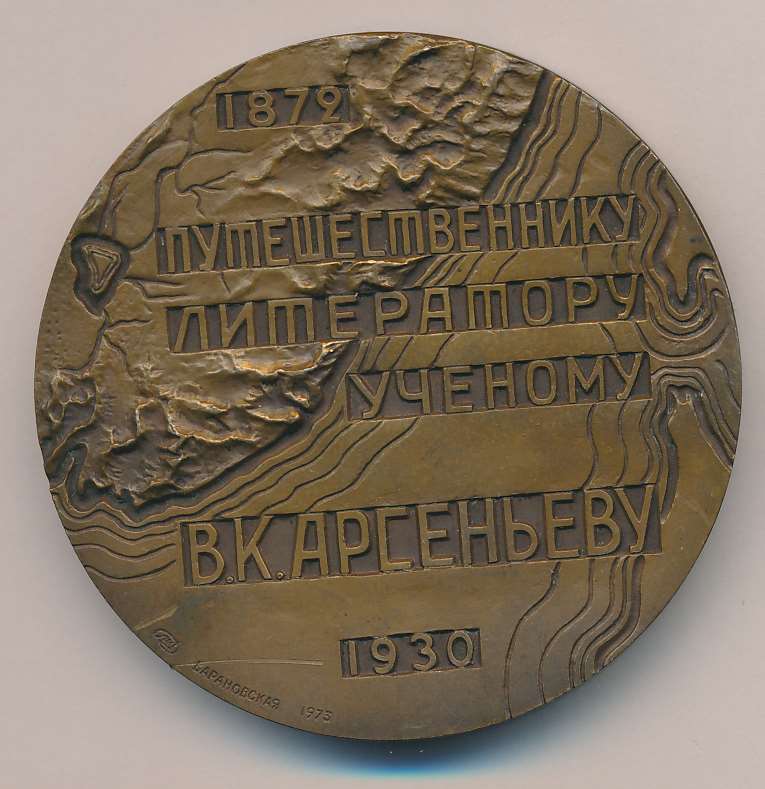 1872
ПУТЕШЕСТВЕННИКУ
ЛИТЕРАТОРУ
УЧЕНОМУ
В.К.АРСЕНЬЕВУ
1930
БАРАНОВСКАЯ 1973